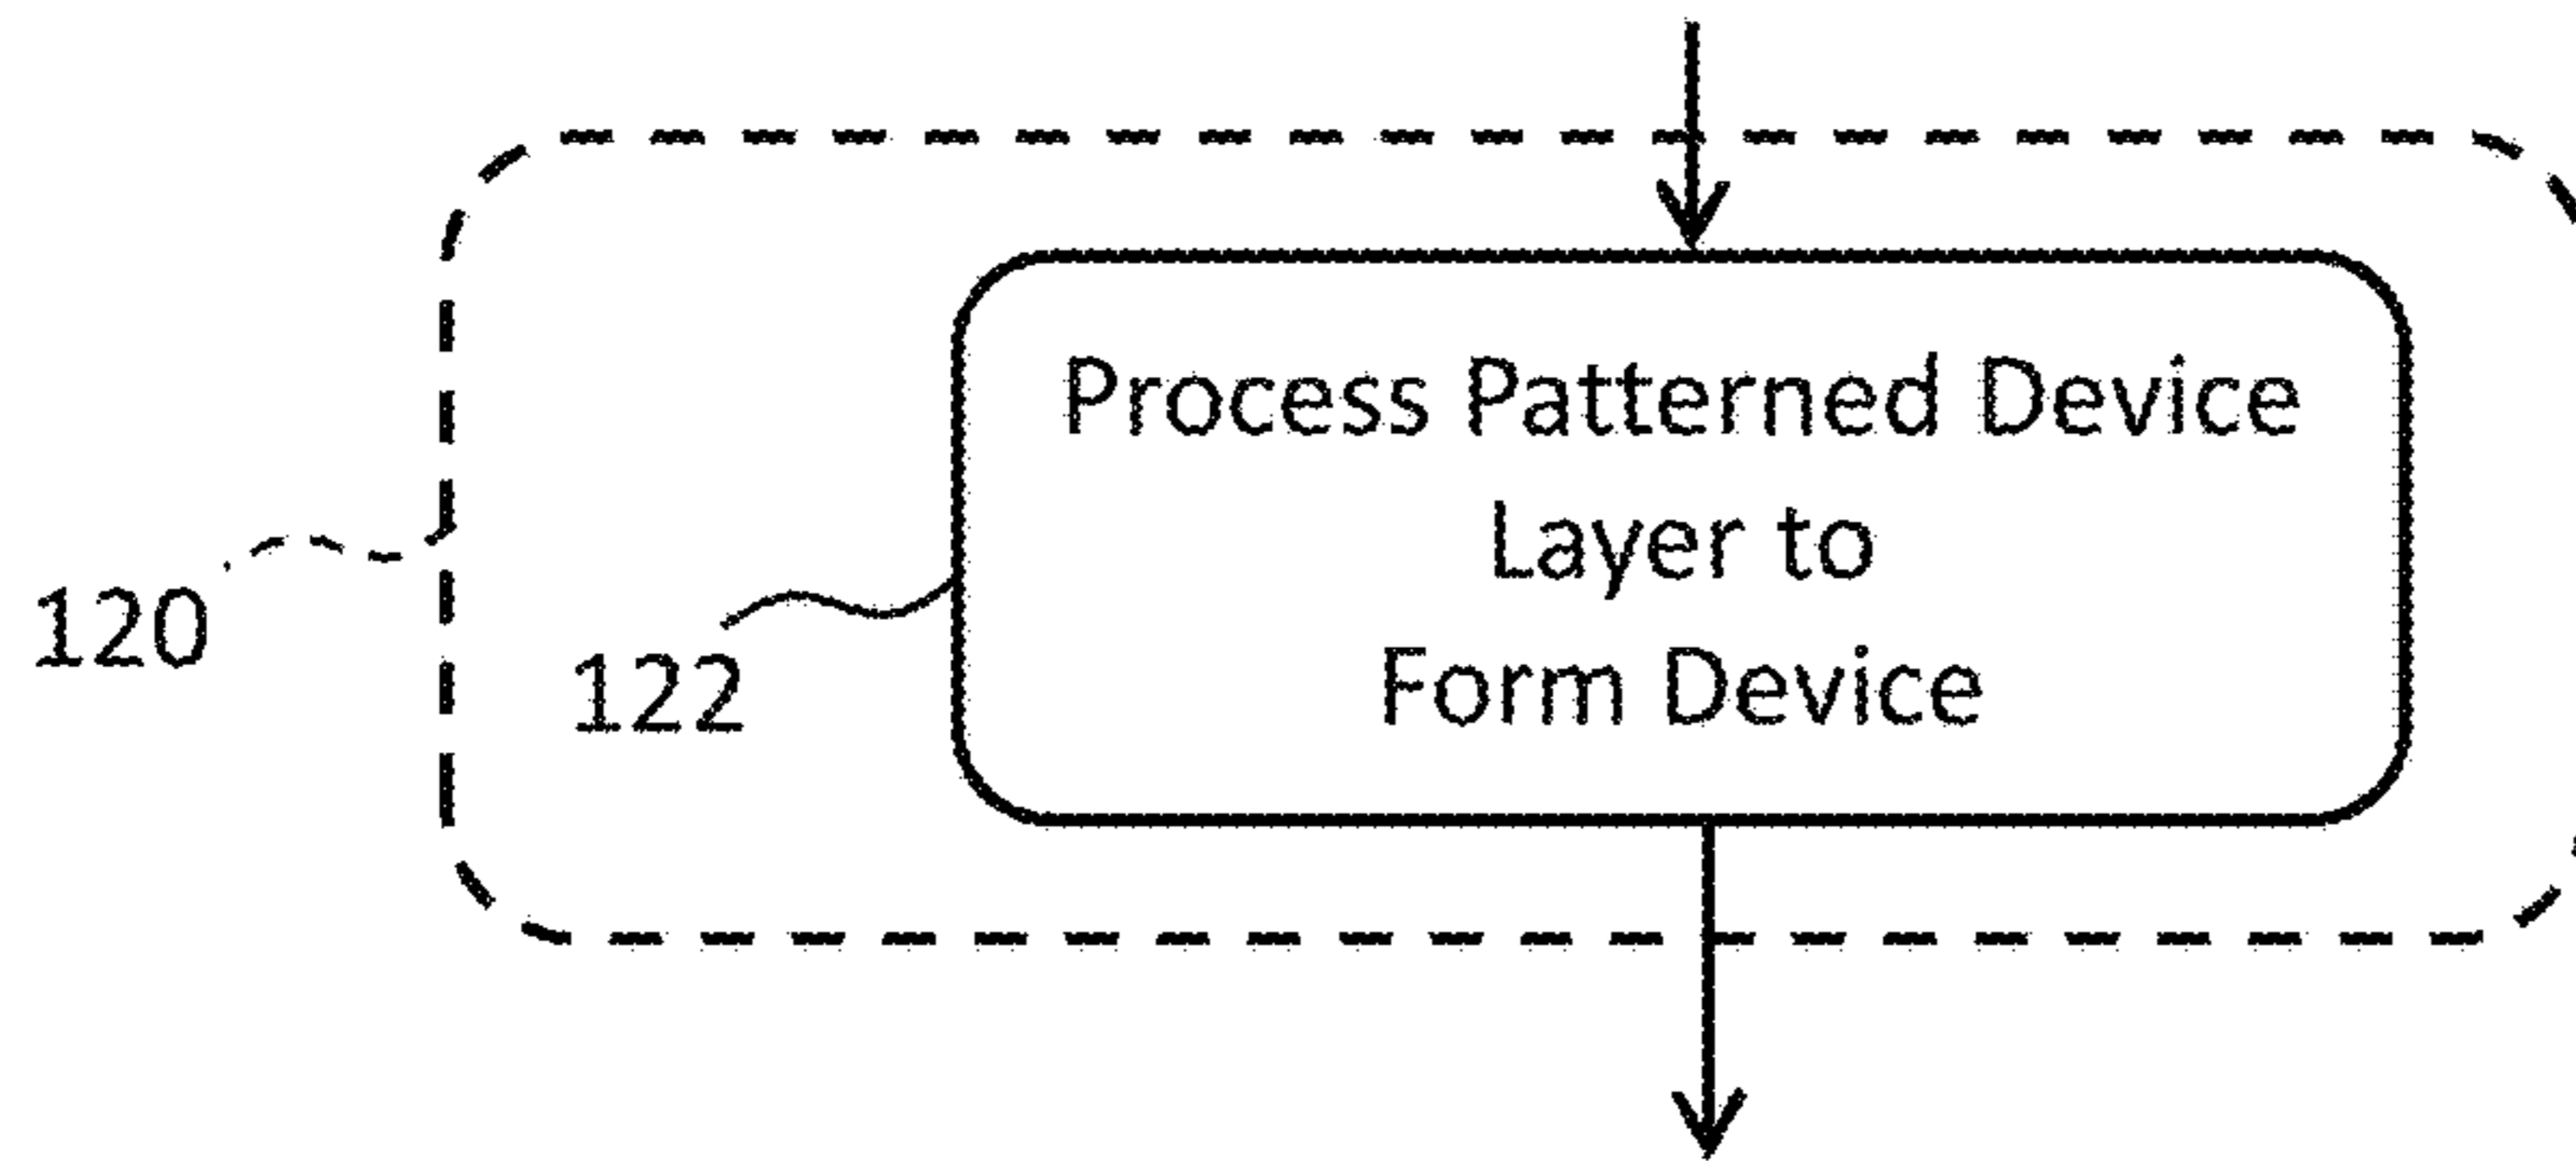 Process Patterned Device
Layer to
Form Device
120
122